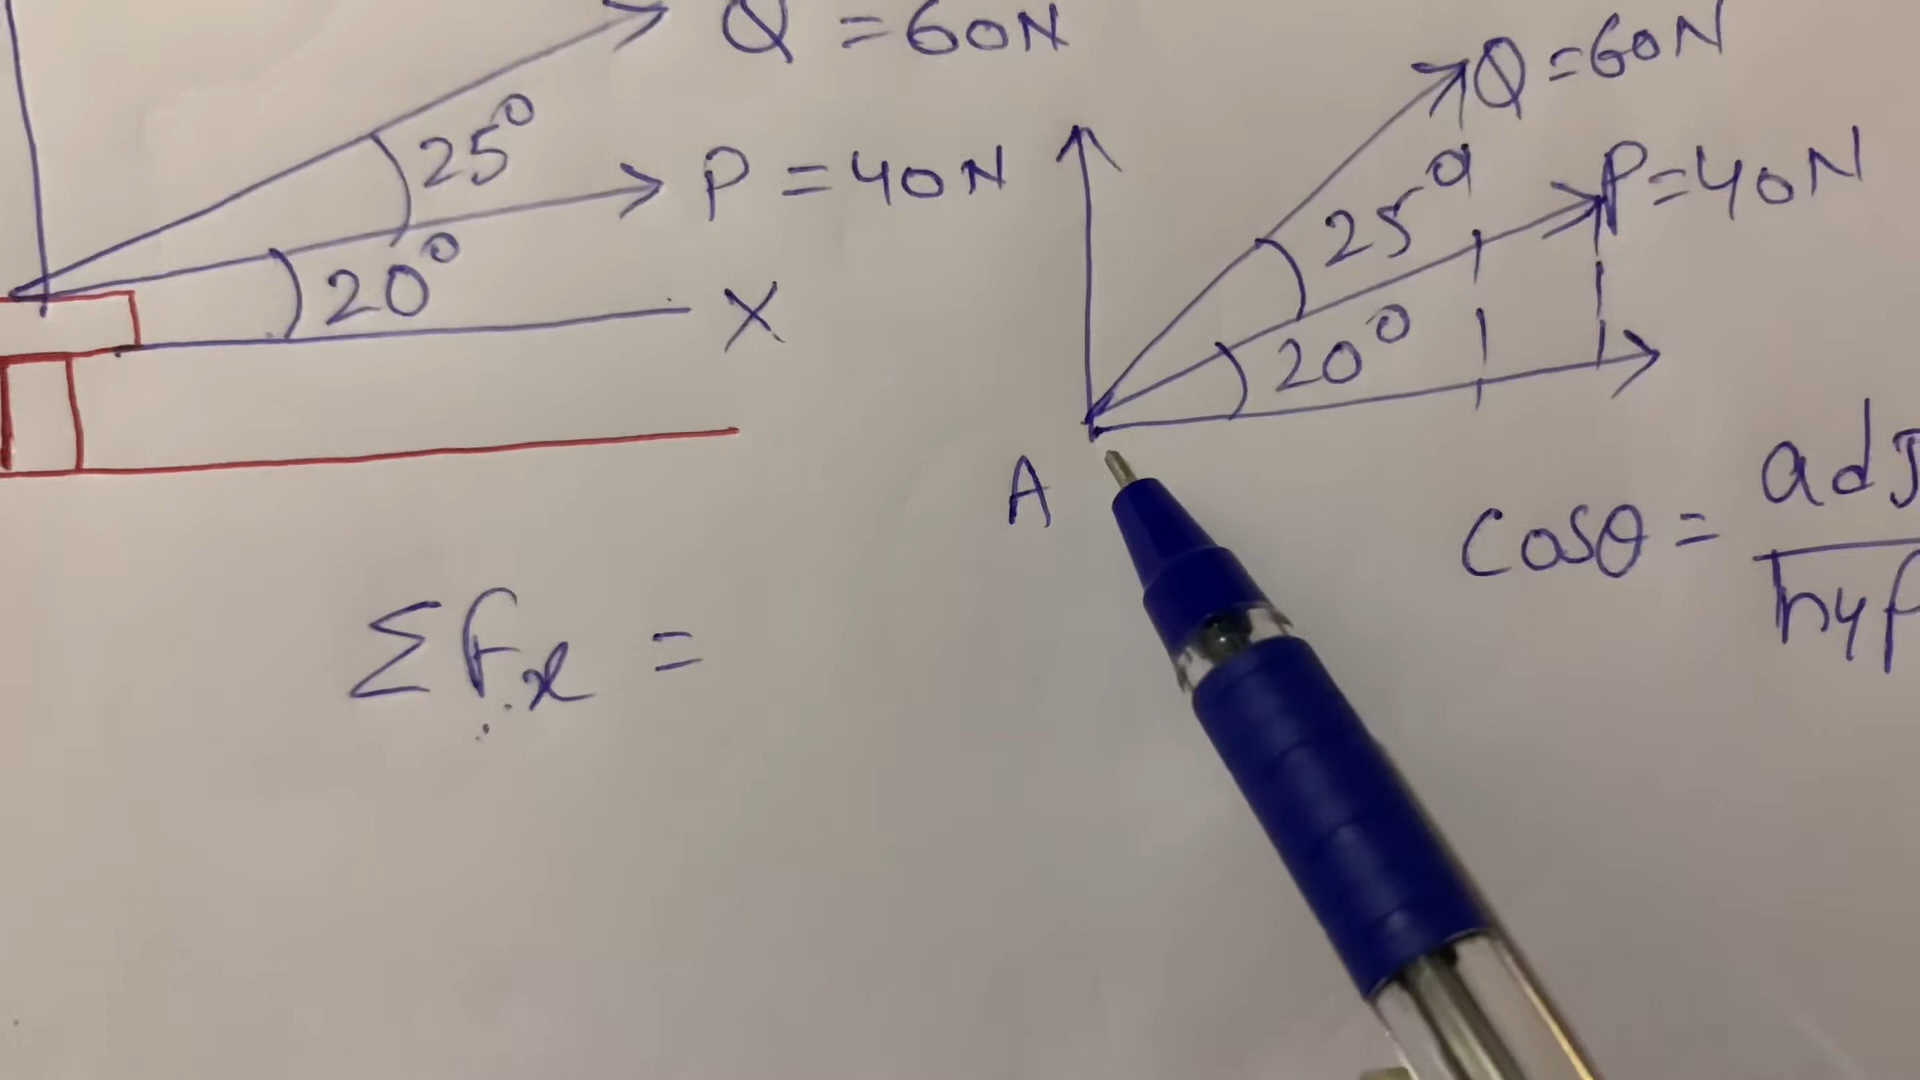 Q = 60N
25°
P = 40N
20°
X
Q = 60N
25°
P = 40N
20°
A
cosθ = adj
hyp
ΣFx =